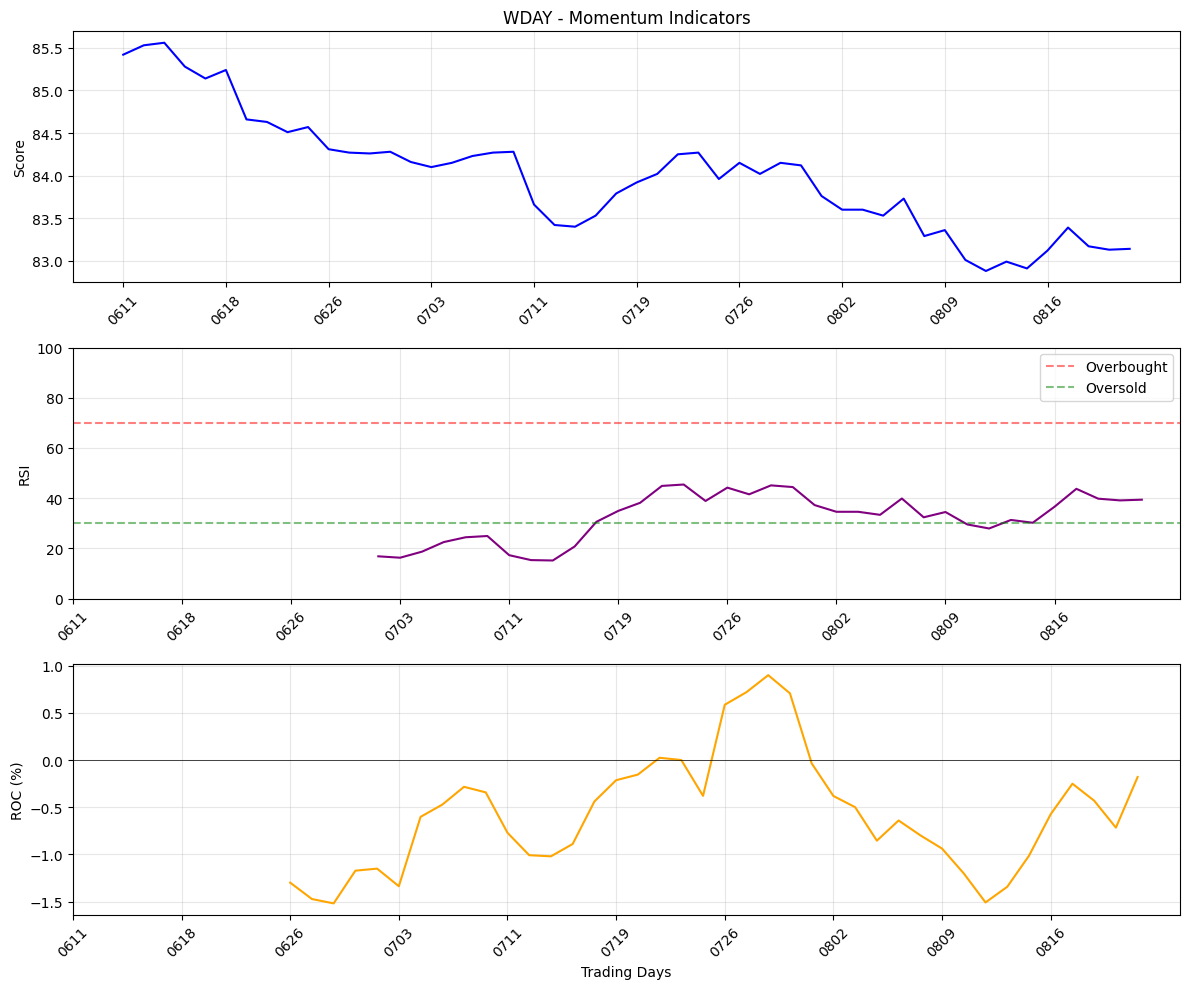 WDAY - Momentum Indicators
85.5
85.0
84.5
84.0
83.5
83.0
Score
0611 0618 0626 0703 0711 0719 0726 0802 0809 0816
100
80
60
40
20
0
RSI
Overbought
Oversold
0611 0618 0626 0703 0711 0719 0726 0802 0809 0816
1.0
0.5
0.0
−0.5
−1.0
−1.5
ROC (%)
0611 0618 0626 0703 0711 0719 0726 0802 0809 0816
Trading Days